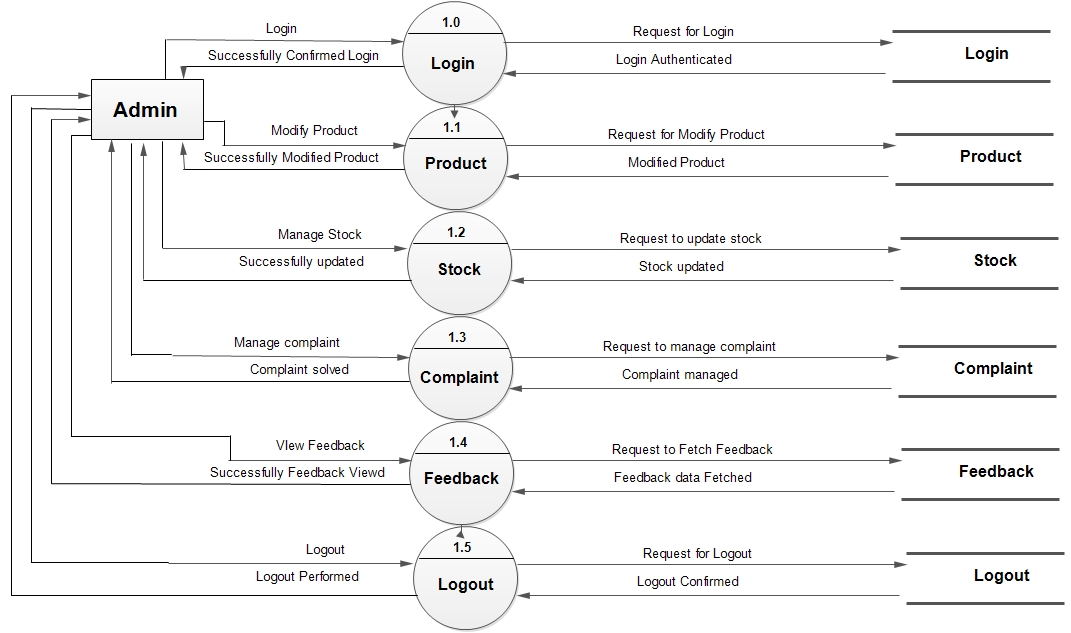 1.0
Login
Request for Login
Successfully Confirmed Login
Login Authenticated
Login
Login
Admin
1.1
Modify Product
Request for Modify Product
Successfully Modified Product
Product
Modified Product
Product
1.2
Manage Stock
Request to update stock
Successfully updated
Stock
Stock updated
Stock
1.3
Manage complaint
Request to manage complaint
Complaint solved
Complaint
Complaint managed
Complaint
1.4
VIew Feedback
Request to Fetch Feedback
Successfully Feedback Viewd
Feedback
Feedback data Fetched
Feedback
1.5
Logout
Request for Logout
Logout Performed
Logout
Logout Confirmed
Logout